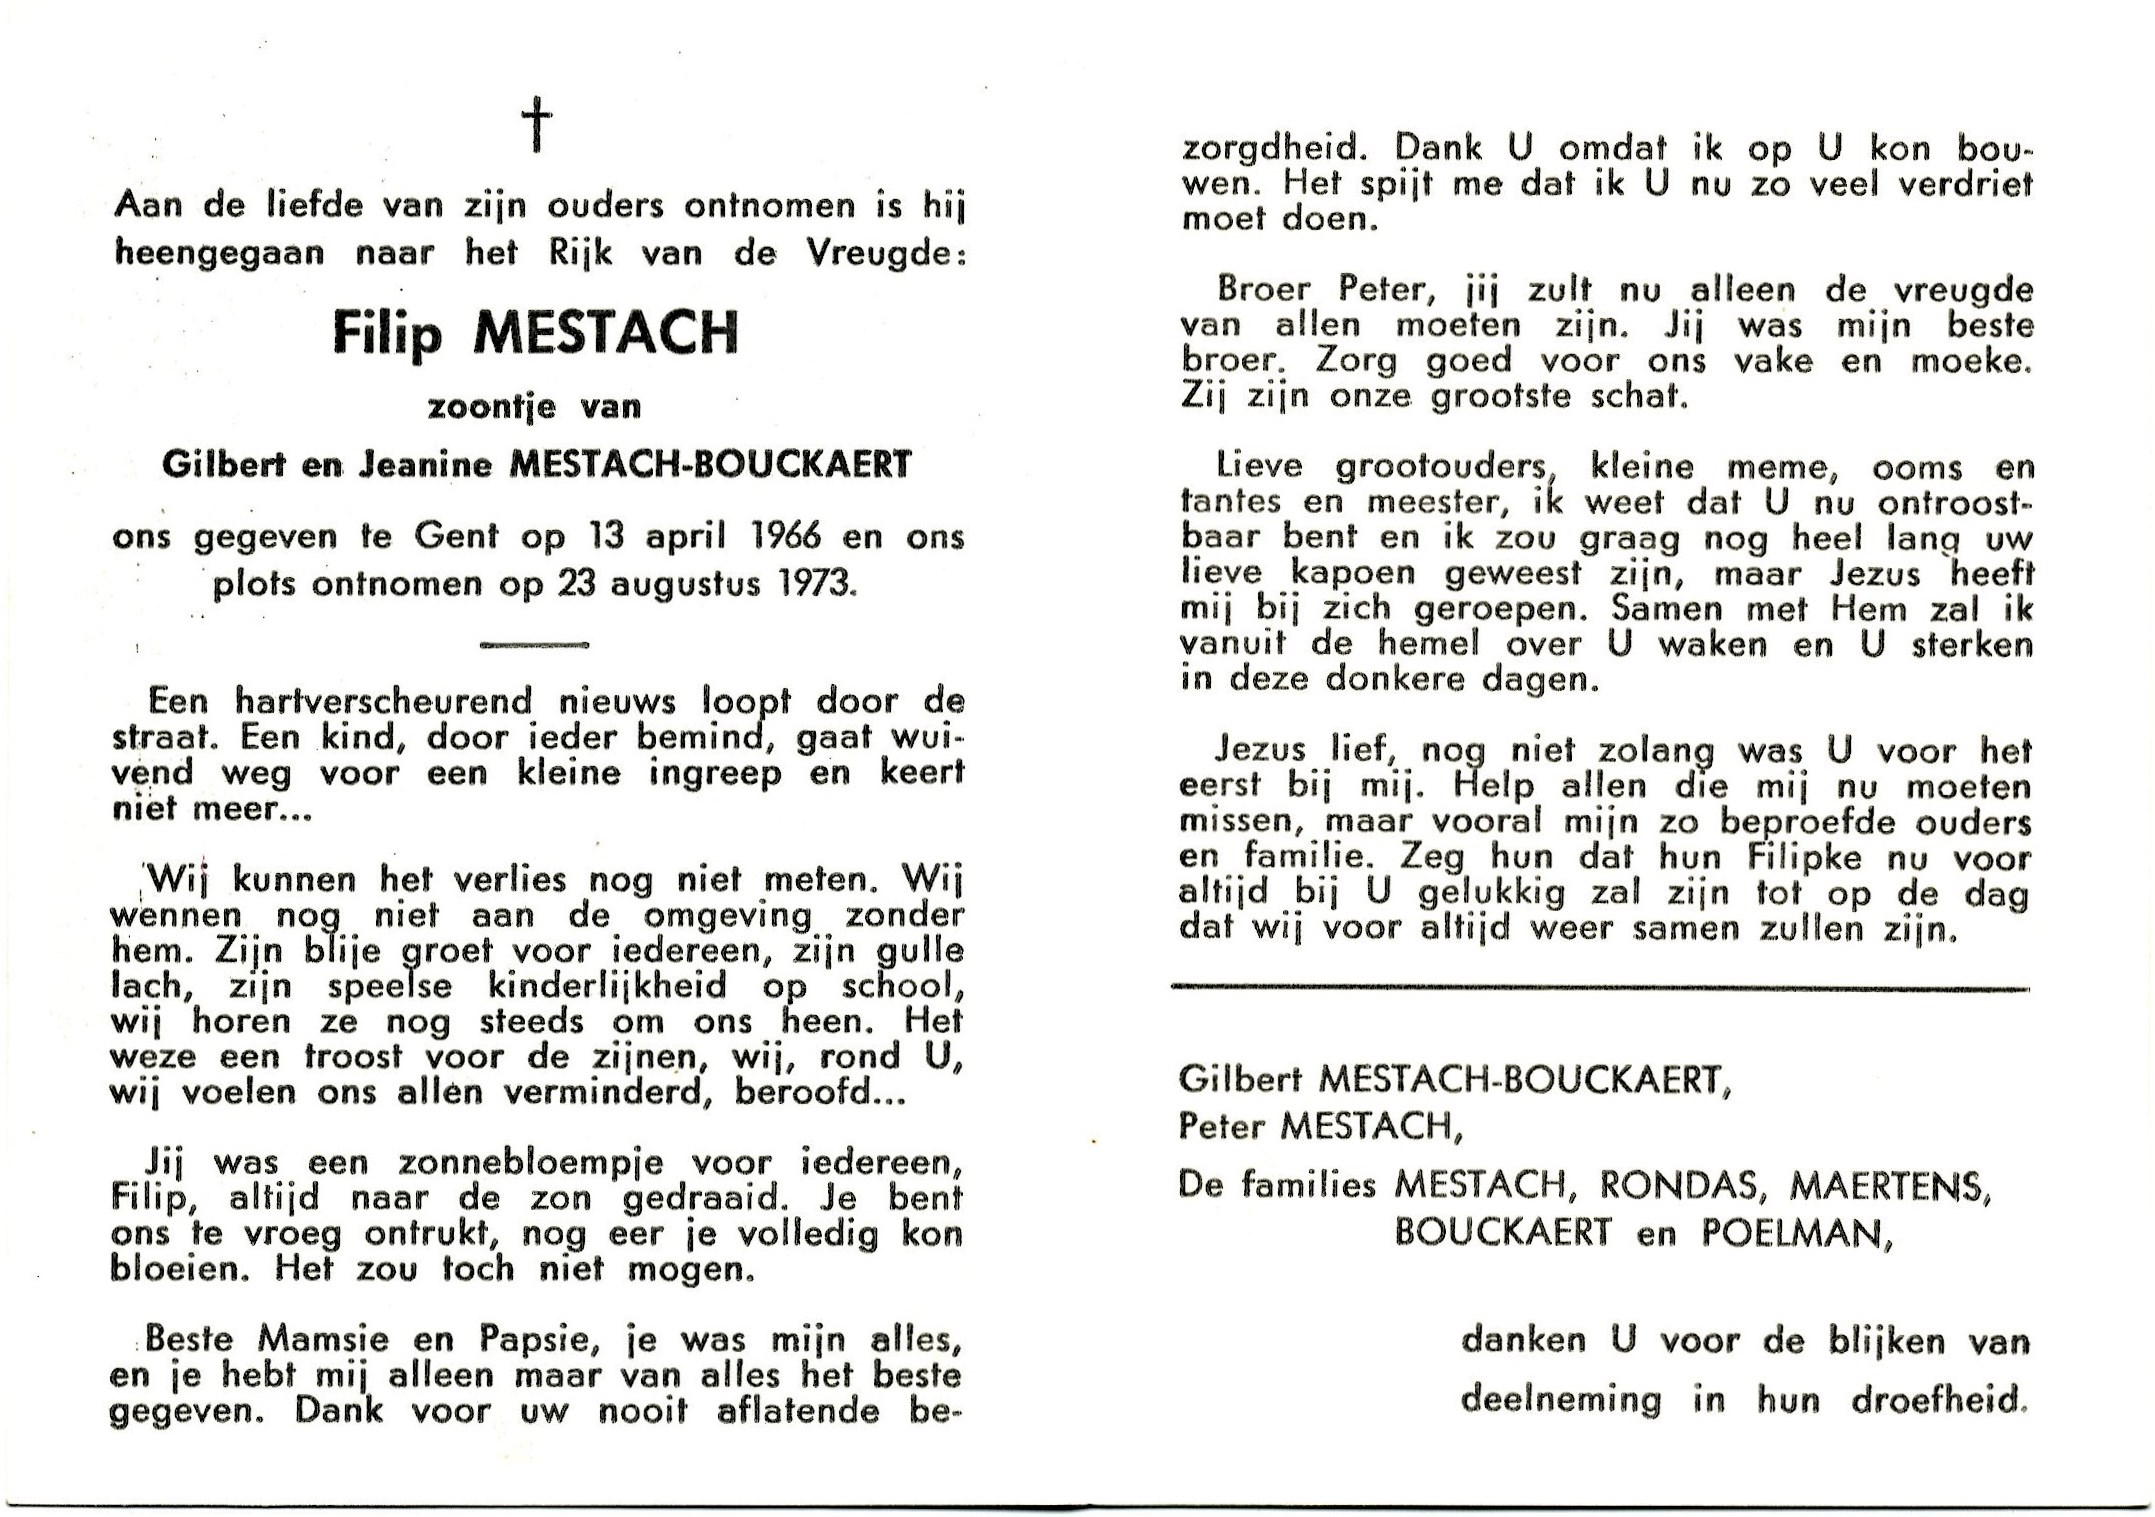 Aan de liefde van zijn ouders ontnomen is hij
heengegaan naar het Rijk van de Vreugde:
Filip MESTACH
zoontje van
Gilbert en Jeanine MESTACH-BOUCKAERT
ons gegeven te Gent op 13 april 1966 en ons
plots ontnomen op 23 augustus 1973.
Een hartverscheurend nieuws loopt door de
straat. Een kind, door ieder bemind, gaat wui-
vend weg voor een kleine ingreep en keert
niet meer...
Wij kunnen het verlies nog niet meten. Wij
wennen nog niet aan de omgeving zonder
hem. Zijn blije groet voor iedereen, zijn gulle
lach, zijn speelse kinderlijkheid op school,
wij horen ze nog steeds om ons heen. Het
weze een troost voor de zijnen, wij, rond U,
wij voelen ons allen verminderd, beroofd...
Jij was een zonnebloempje voor iedereen,
Filip, altijd naar de zon gedraaid. Je bent
ons te vroeg ontrukt, nog eer je volledig kon
bloeien. Het zou toch niet mogen.
Beste Mamsie en Papsie, je was mijn alles,
en je hebt mij alleen maar van alles het beste
gegeven. Dank voor uw nooit aflatende be-
zorgdheid. Dank U omdat ik op U kon bou-
wen. Het spijt me dat ik U nu zo veel verdriet
moet doen.
Broer Peter, jij zult nu alleen de vreugde
van allen moeten zijn. Jij was mijn beste
broer. Zorg goed voor ons vake en moeke.
Zij zijn onze grootste schat.
Lieve grootouders, kleine meme, ooms en
tantes en meester, ik weet dat U nu ontroost-
baar bent en ik zou graag nog heel lang uw
lieve kapoen geweest zijn, maar Jezus heeft
mij bij zich geroepen. Samen met Hem zal ik
vanuit de hemel over U waken en U sterken
in deze donkere dagen.
Jezus lief, nog niet zolang was U voor het
eerst bij mij. Help allen die mij nu moeten
missen, maar vooral mijn zo beproefde ouders
en familie. Zeg hun dat hun Filipke nu voor
altijd bij U gelukkig zal zijn tot op de dag
dat wij voor altijd weer samen zullen zijn.
Gilbert MESTACH-BOUCKAERT,
Peter MESTACH,
De families MESTACH, RONDAS, MAERTENS,
BOUCKAERT en POELMAN,
danken U voor de blijken van
deelneming in hun droefheid.